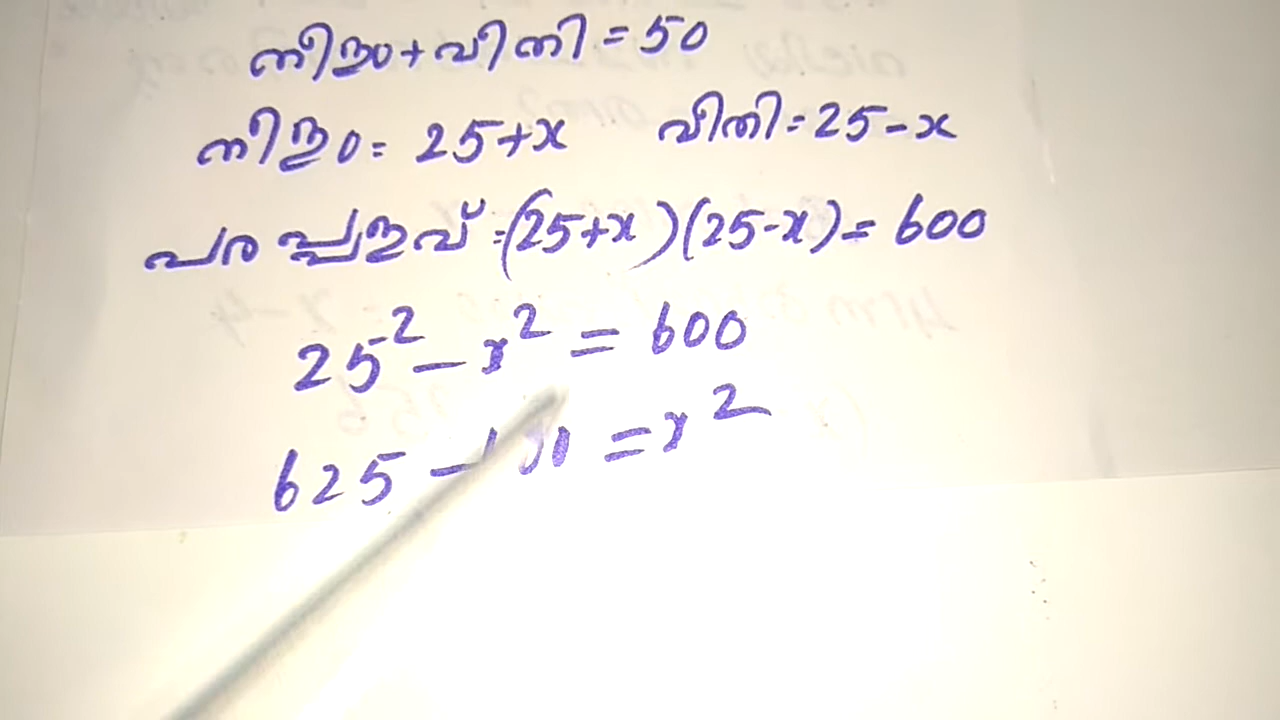 നീളം + വീതി = 50
നീളം = 25+x വീതി = 25-x
പരപ്പളവ് = (25+x)(25-x) = 600
25² - x² = 600
625 - = x²